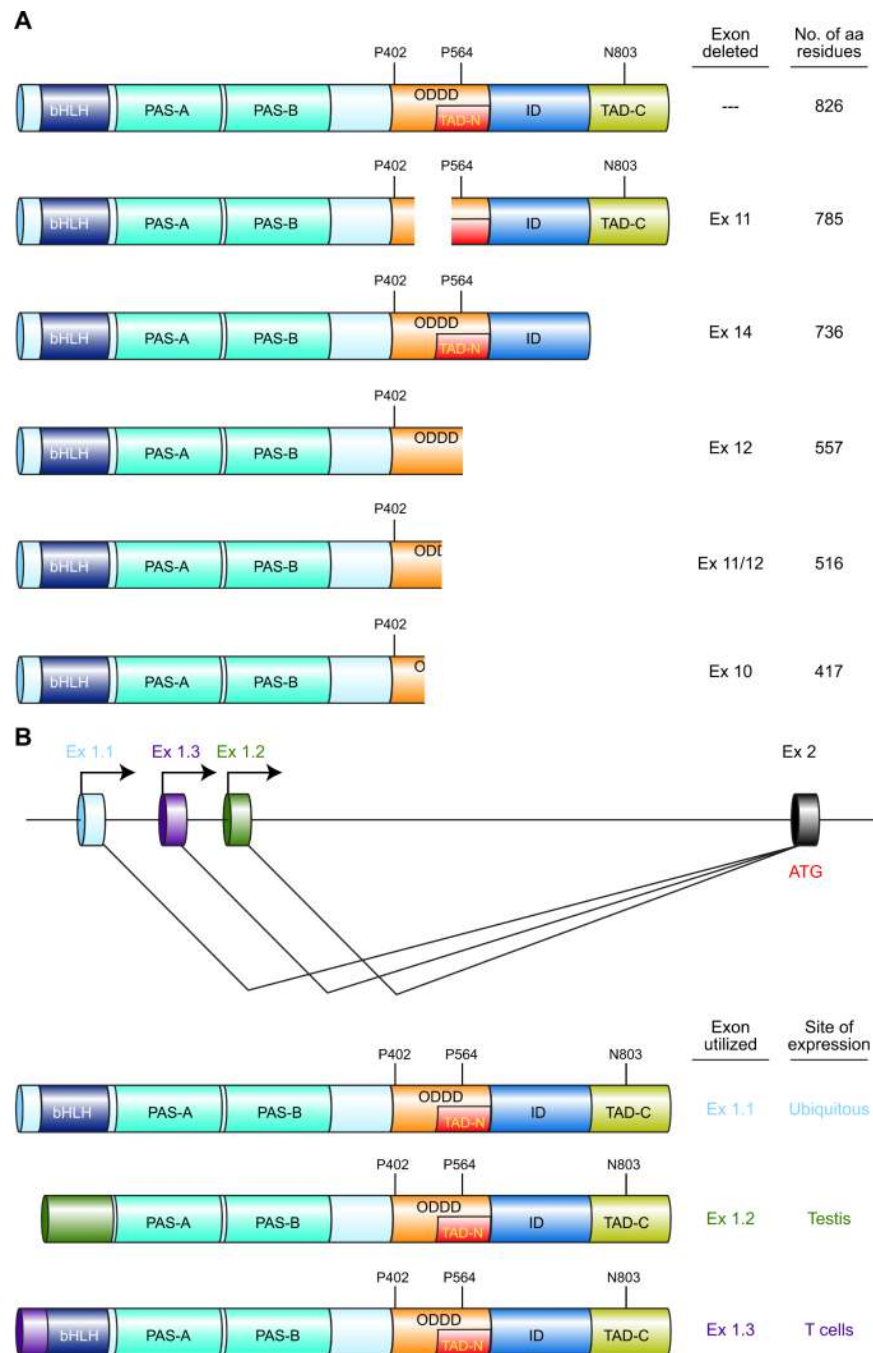 A
Exon deleted
No. of aa residues
P402 P564 N803
bHLH PAS-A PAS-B ODDD TAD-N ID TAD-C
--- 826
P402 P564 N803
bHLH PAS-A PAS-B ID TAD-C
Ex 11 785
P402 P564
bHLH PAS-A PAS-B ODDD TAD-N ID
Ex 14 736
P402
bHLH PAS-A PAS-B ODDD
Ex 12 557
P402
bHLH PAS-A PAS-B ODD
Ex 11/12 516
P402
bHLH PAS-A PAS-B O
Ex 10 417
B
Ex 1.1 Ex 1.3 Ex 1.2 Ex 2
ATG
Exon utilized
Site of expression
P402 P564 N803
bHLH PAS-A PAS-B ODDD TAD-N ID TAD-C
Ex 1.1 Ubiquitous
P402 P564 N803
PAS-A PAS-B ODDD TAD-N ID TAD-C
Ex 1.2 Testis
P402 P564 N803
bHLH PAS-A PAS-B ODDD TAD-N ID TAD-C
Ex 1.3 T cells